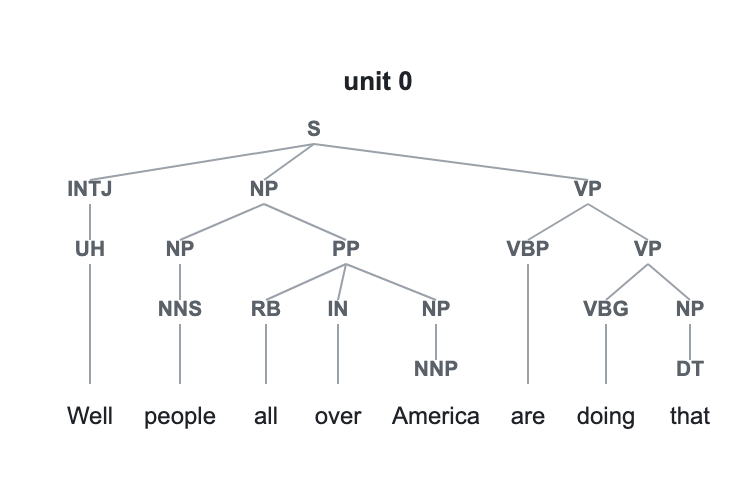 unit 0
S
INTJ NP VP
UH NP PP VBP VP
NNS RB IN NP VBG NP
NNP DT
Well people all over America are doing that